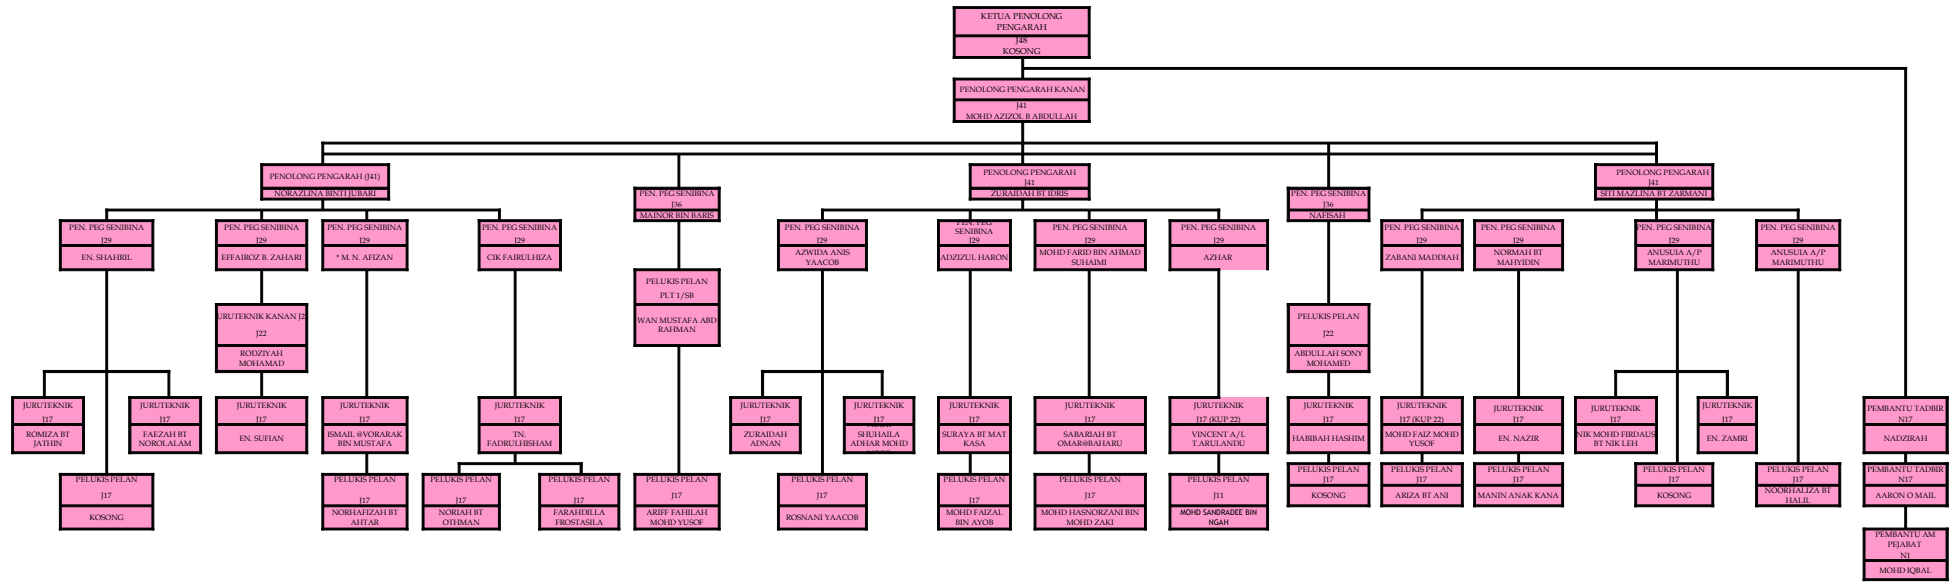 KETUA PENOLONG
PENGARAH
J48
KOSONG
PENOLONG PENGARAH KANAN
J41
MOHD AZIZOL B ABDULLAH
PENOLONG PENGARAH (J41)
NORAZLINA BINTI JUBARI
PEN. PEG SENIBINA
J36
MAINOR BIN BARIS
PENOLONG PENGARAH
J41
ZURAIDAH BT IDRIS
PEN. PEG SENIBINA
J36
NAFISAH
PENOLONG PENGARAH
J41
SITI MAZLINA BT ZARMANI
PEN. PEG SENIBINA
J29
EN. SHAHRIL
PEN. PEG SENIBINA
J29
EFFAIROZ B. ZAHARI
PEN. PEG SENIBINA
J29
* M. N. AFIZAN
PEN. PEG SENIBINA
J29
CIK FAIRULHIZA
PEN. PEG SENIBINA
J29
AZWIDA ANIS
YAACOB
PEN. PEG
SENIBINA
J29
ADZIZUL HARON
PEN. PEG SENIBINA
J29
MOHD FARID BIN AHMAD
SUHAIMI
PEN. PEG SENIBINA
J29
AZHAR
PEN. PEG SENIBINA
J29
ZABANI MADDIAH
PEN. PEG SENIBINA
J29
NORMAH BT
MAHYIDIN
PEN. PEG SENIBINA
J29
ANUSUIA A/P
MARIMUTHU
PEN. PEG SENIBINA
J29
ANUSUIA A/P
MARIMUTHU
PELUKIS PELAN
PLT 1/SB
WAN MUSTAFA ABD
RAHMAN
URUTEKNIK KANAN J2
J22
RODZIYAH
MOHAMAD
PELUKIS PELAN
J22
ABDULLAH SONY
MOHAMED
JURUTEKNIK
J17
ROMIZA BT
JATHIN
JURUTEKNIK
J17
FAEZAH BT
NOROLALAM
JURUTEKNIK
J17
EN. SUFIAN
JURUTEKNIK
J17
ISMAIL @VORARAK
BIN MUSTAFA
JURUTEKNIK
J17
TN.
FADRULHISHAM
JURUTEKNIK
J17
ZURAIDAH
ADNAN
JURUTEKNIK
J17
SHUHAILA
ADHAR MOHD
JURUTEKNIK
J17
SURAYA BT MAT
KASA
JURUTEKNIK
J17
SABARIAH BT
OMAR@BAHARU
JURUTEKNIK
J17 (KUP 22)
VINCENT A/L
T.ARULANDU
JURUTEKNIK
J17
HABIBAH HASHIM
JURUTEKNIK
J17 (KUP 22)
MOHD FAIZ MOHD
YUSOF
JURUTEKNIK
J17
EN. NAZIR
JURUTEKNIK
J17
NIK MOHD FIRDAUS
BT NIK LEH
JURUTEKNIK
J17
EN. ZAMRI
PEMBANTU TADBIR
N17
NADZIRAH
PELUKIS PELAN
J17
KOSONG
PELUKIS PELAN
J17
NORHAFIZAH BT
AHTAR
PELUKIS PELAN
J17
NORIAH BT
OTHMAN
PELUKIS PELAN
J17
FARAHDILLA
FROSTASILA
PELUKIS PELAN
J17
ARIFF FAHILAH
MOHD YUSOF
PELUKIS PELAN
J17
ROSNANI YAACOB
PELUKIS PELAN
J17
MOHD FAIZAL
BIN AYOB
PELUKIS PELAN
J17
MOHD HASNORZANI BIN
MOHD ZAKI
PELUKIS PELAN
J11
MOHD SANDRADEE BIN
NGAH
PELUKIS PELAN
J17
KOSONG
PELUKIS PELAN
J17
ARIZA BT ANI
PELUKIS PELAN
J17
MANIN ANAK KANA
PELUKIS PELAN
J17
KOSONG
PELUKIS PELAN
J17
NOORHALIZA BT
HALIL
PEMBANTU TADBIR
N17
AARON O MAIL
PEMBANTU AM
PEJABAT
N1
MOHD IQBAL